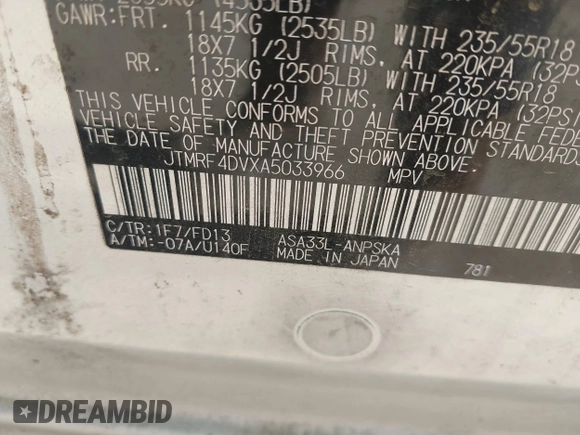 GAWR:FRT. 1145KG (2535LB) WITH 235/55R18
18X7 1/2J RIMS, AT 220KPA (32P
RR. 1135KG (2505LB) WITH 235/55R18
18X7 1/2J RIMS, AT 220KPA (32PS
THIS VEHICLE CONFORMS TO ALL APPLICABLE FEDERAL
VEHICLE SAFETY AND THEFT PREVENTION STANDARDS
THE DATE OF MANUFACTURE SHOWN ABOVE.
JTMRF4DVXA5033966 MPV
C/TR: 1F7/FD13 ASA33L-ANPSKA
A/TM: -07A/U140F MADE IN JAPAN 781
DREAMBID